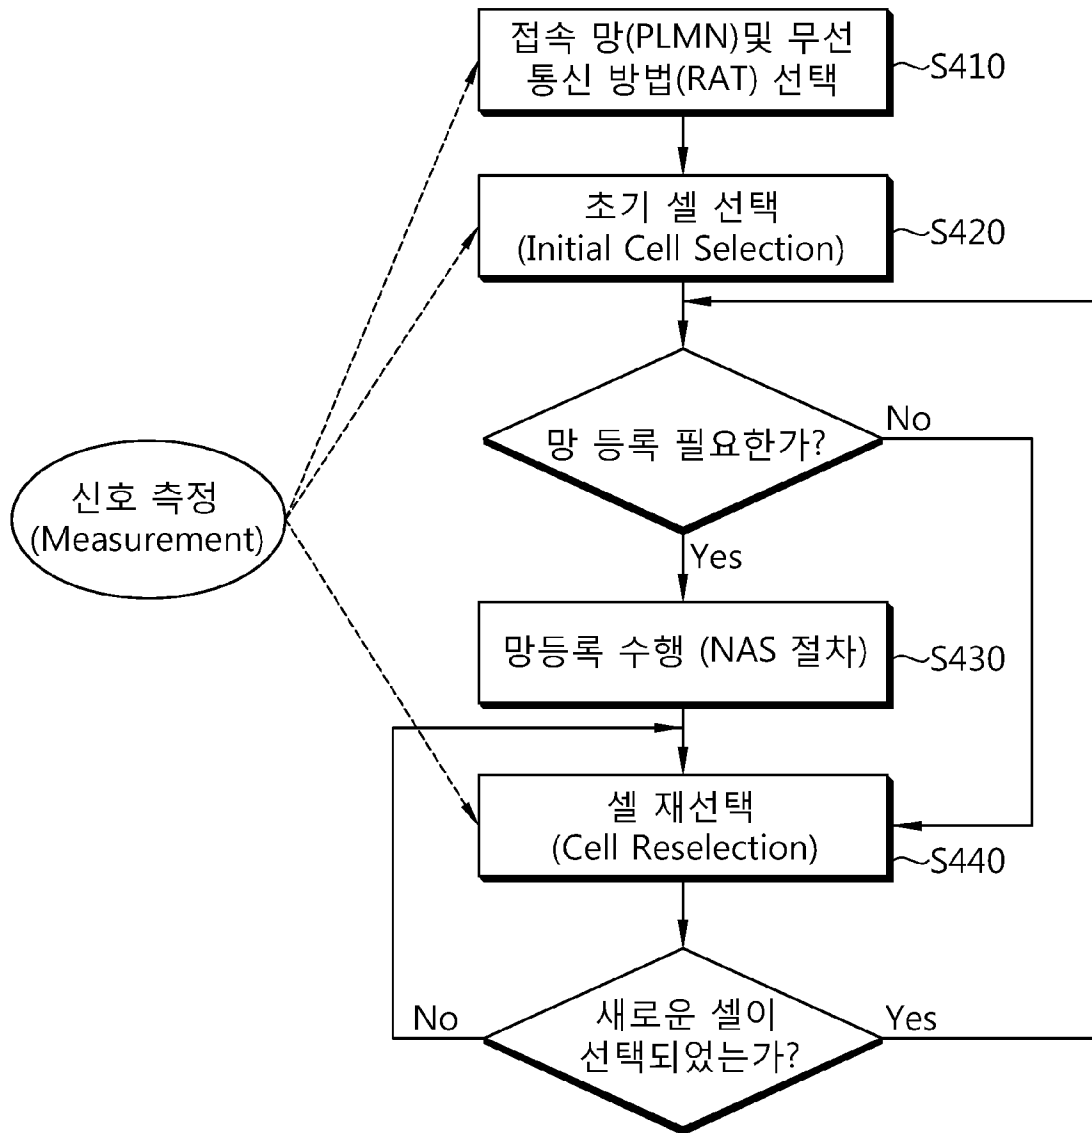 접속 망(PLMN)및 무선
통신 방법(RAT) 선택
S410
초기 셀 선택
(Initial Cell Selection)
S420
망 등록 필요한가?
No
Yes
신호 측정
(Measurement)
망등록 수행 (NAS 절차)
S430
셀 재선택
(Cell Reselection)
S440
새로운 셀이
선택되었는가?
No
Yes